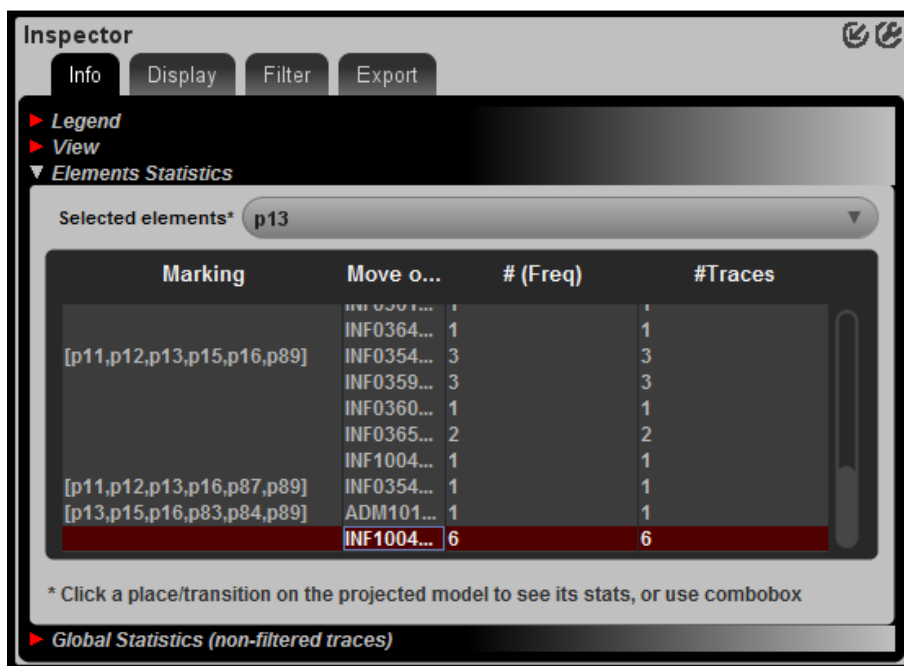 Inspector
Info Display Filter Export
Legend
View
Elements Statistics
Selected elements* p13
Marking Move o... # (Freq) #Traces
1 1
INF0364... 1 1
[p11,p12,p13,p15,p16,p89] INF0354... 3 3
INF0359... 3 3
INF0360... 1 1
INF0365... 2 2
INF1004... 1 1
[p11,p12,p13,p16,p87,p89] INF0354... 1 1
[p13,p15,p16,p83,p84,p89] ADM101... 1 1
INF1004... 6 6
* Click a place/transition on the projected model to see its stats, or use combobox
Global Statistics (non-filtered traces)